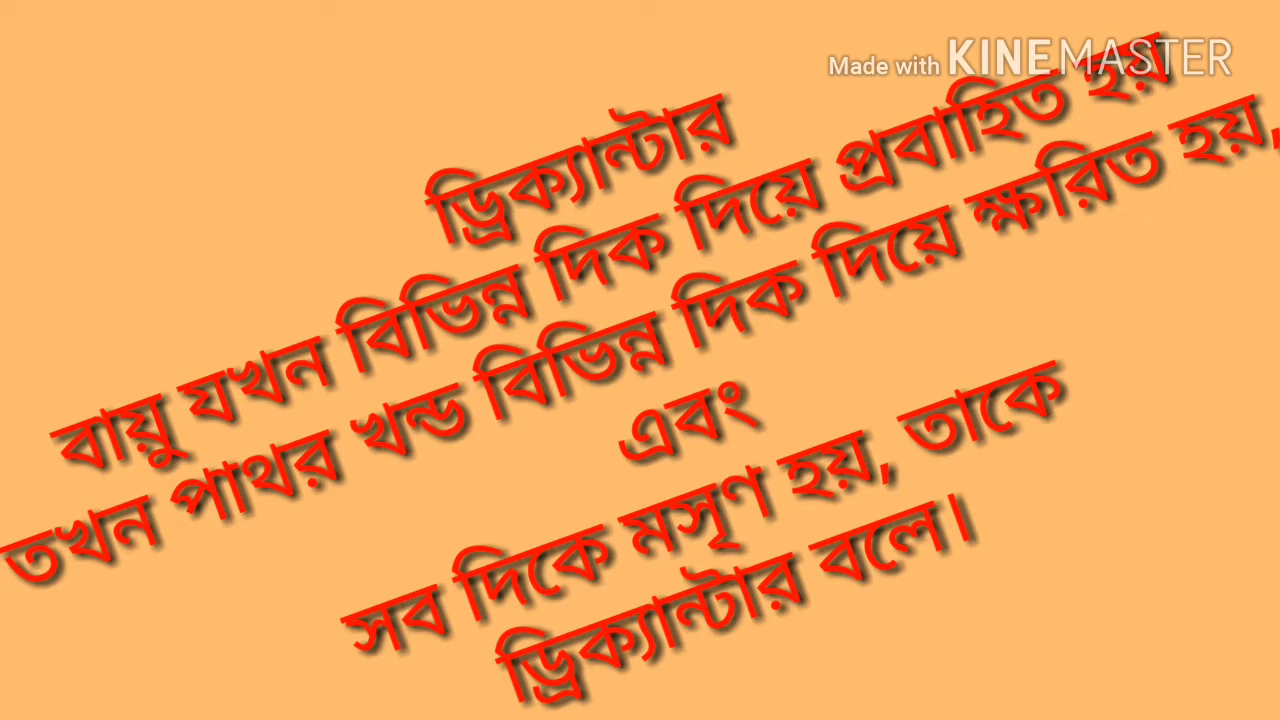 Made with KINEMASTER
ড্রিক্যান্টার
বায়ু যখন বিভিন্ন দিক দিয়ে প্রবাহিত হয়
তখন পাথর খন্ড বিভিন্ন দিক দিয়ে ক্ষরিত হয়,
এবং
সব দিকে মসৃণ হয়, তাকে
ড্রিক্যান্টার বলে।